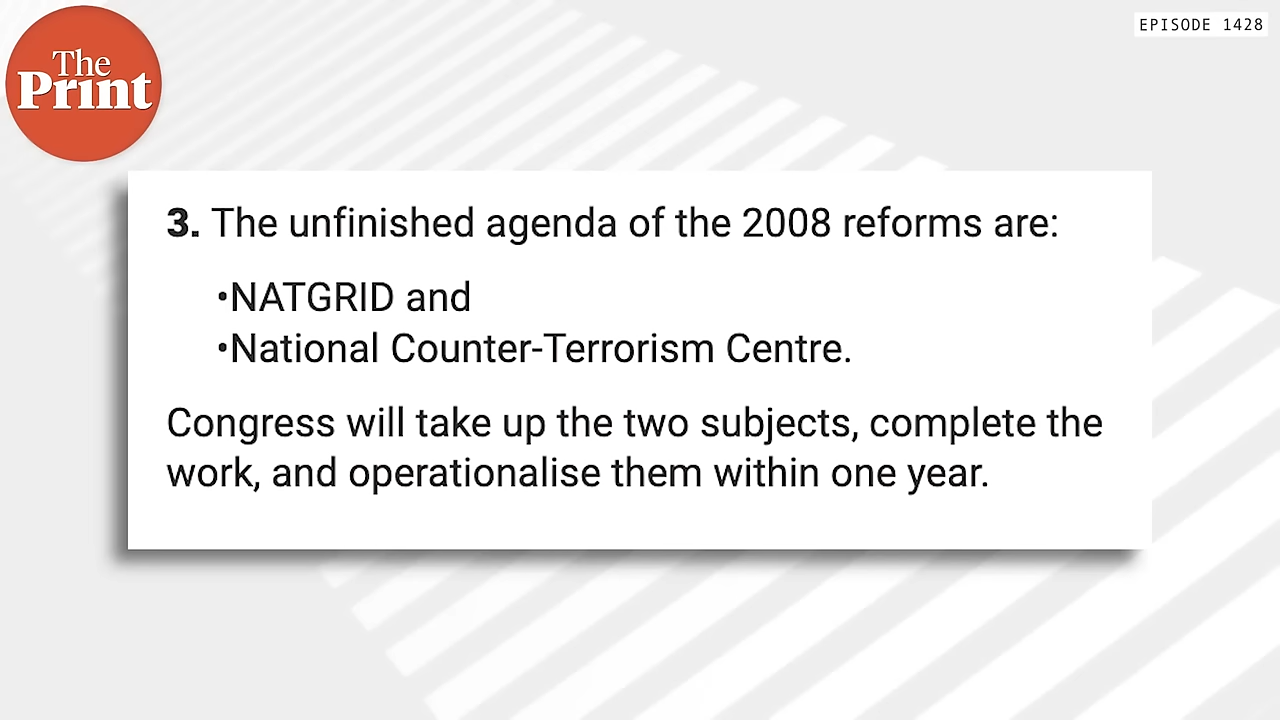 The
Print
EPISODE 1428
3. The unfinished agenda of the 2008 reforms are:
•NATGRID and
•National Counter-Terrorism Centre.
Congress will take up the two subjects, complete the
work, and operationalise them within one year.